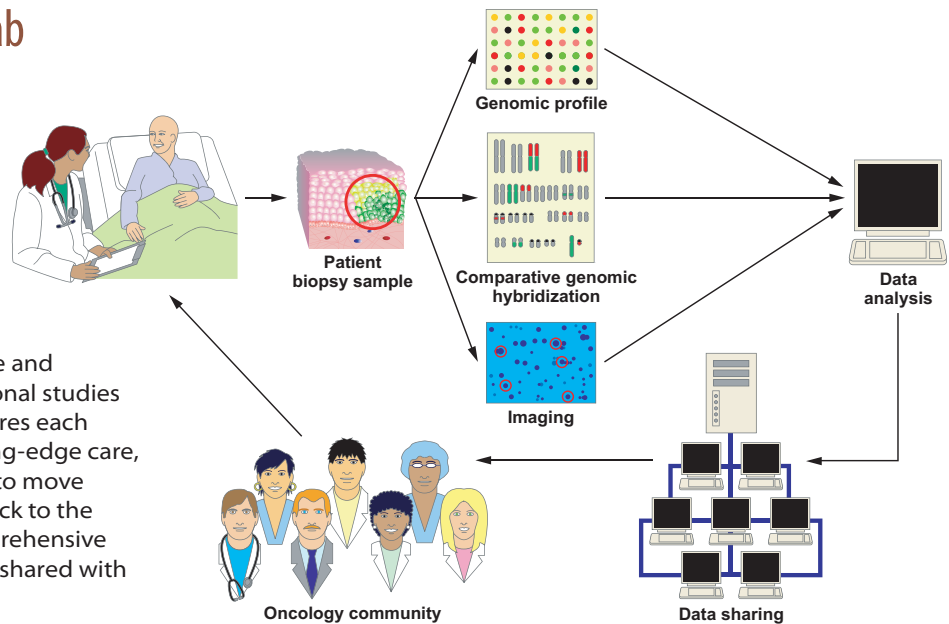 Genomic profile
Patient
biopsy sample
Comparative genomic
hybridization
Data
analysis
Imaging
e and
onal studies
res each
ng-edge care,
to move
ck to the
rehensive
shared with
Oncology community
Data sharing